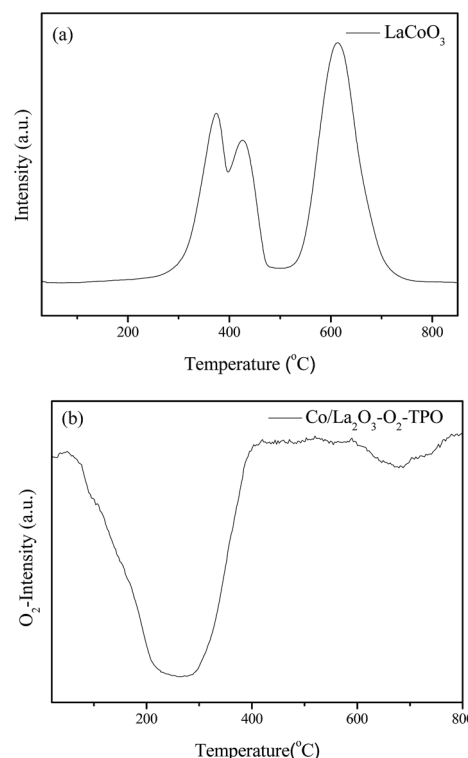 (a)
LaCoO₃
Intensity (a.u.)
200 400 600 800
Temperature (°C)
(b)
Co/La₂O₃-O₂-TPO
O₂-Intensity (a.u.)
200 400 600 800
Temperature(°C)